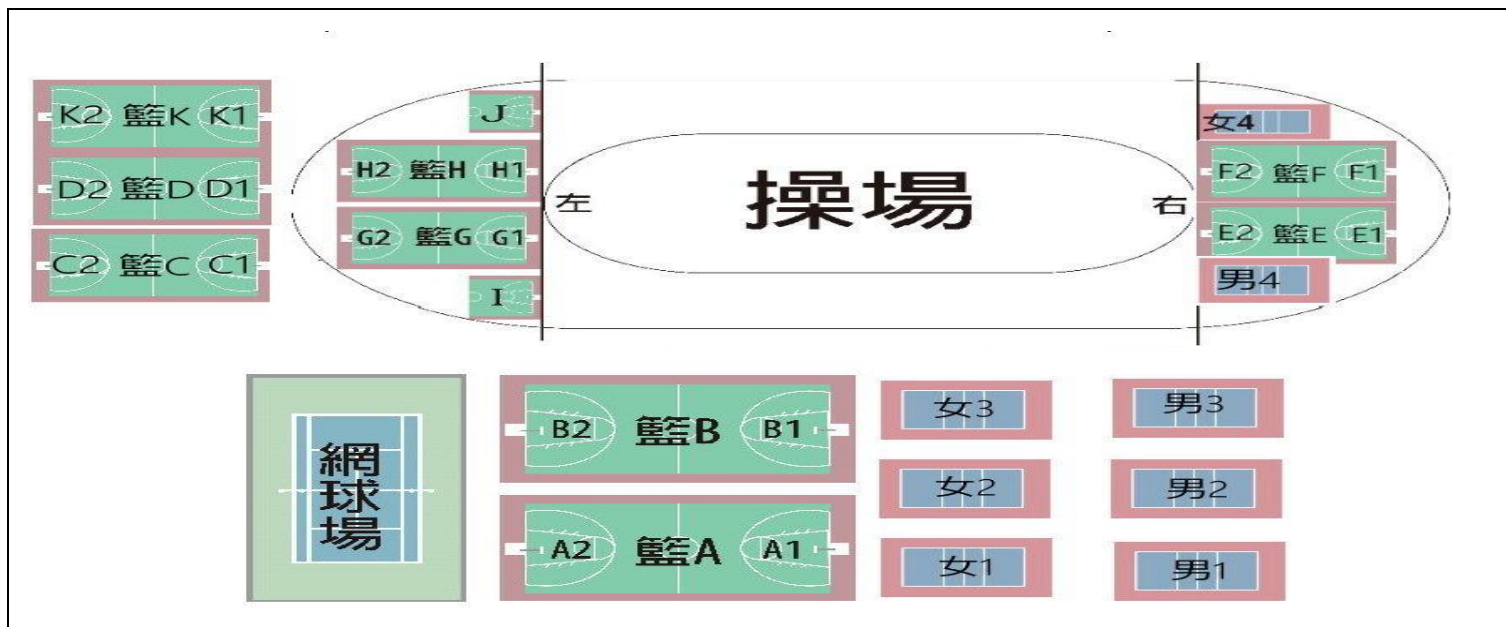 K2 籃K K1
D2 籃D D1
C2 籃C C1
J
H2 籃H H1
G2 籃G G1
I
左
操場
右
女4
F2 籃F F1
E2 籃E E1
男4
網球場
B2 籃B B1
A2 籃A A1
女3
男3
女2
男2
女1
男1